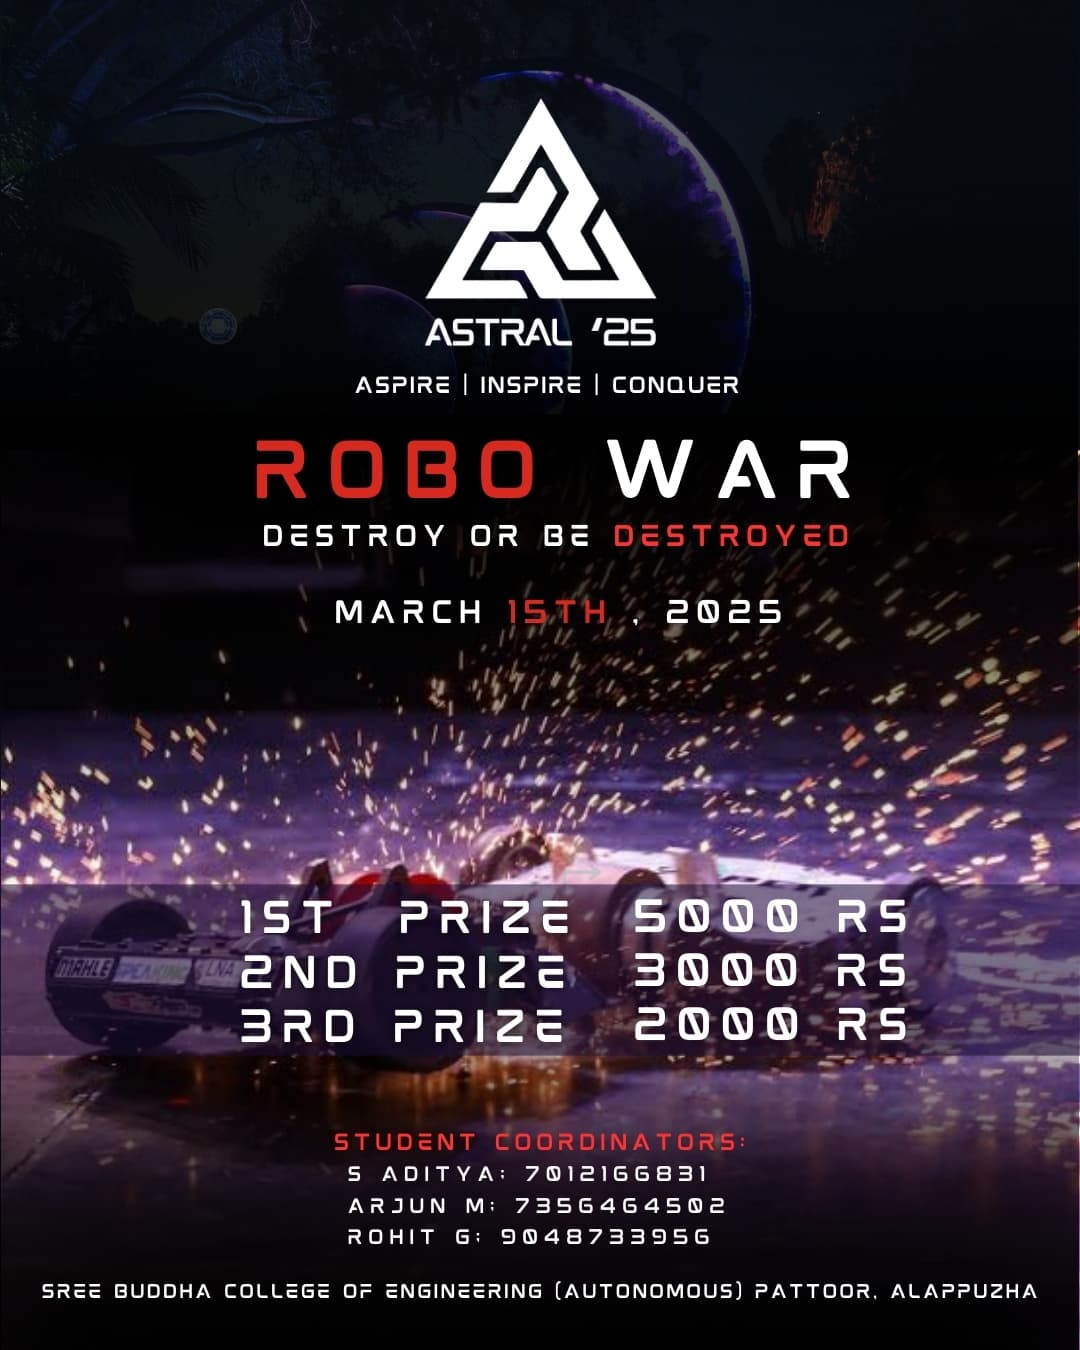 ASTRAL '25
ASPIRE | INSPIRE | CONQUER
ROBO WAR
DESTROY OR BE DESTROYED
MARCH 15TH , 2025
1ST PRIZE 5000 RS
2ND PRIZE 3000 RS
3RD PRIZE 2000 RS
MAHLE
STUDENT COORDINATORS:
S ADITYA: 7012166831
ARJUN M: 7356464502
ROHIT G: 9048733956
SREE BUDDHA COLLEGE OF ENGINEERING (AUTONOMOUS) PATTOOR, ALAPPUZHA